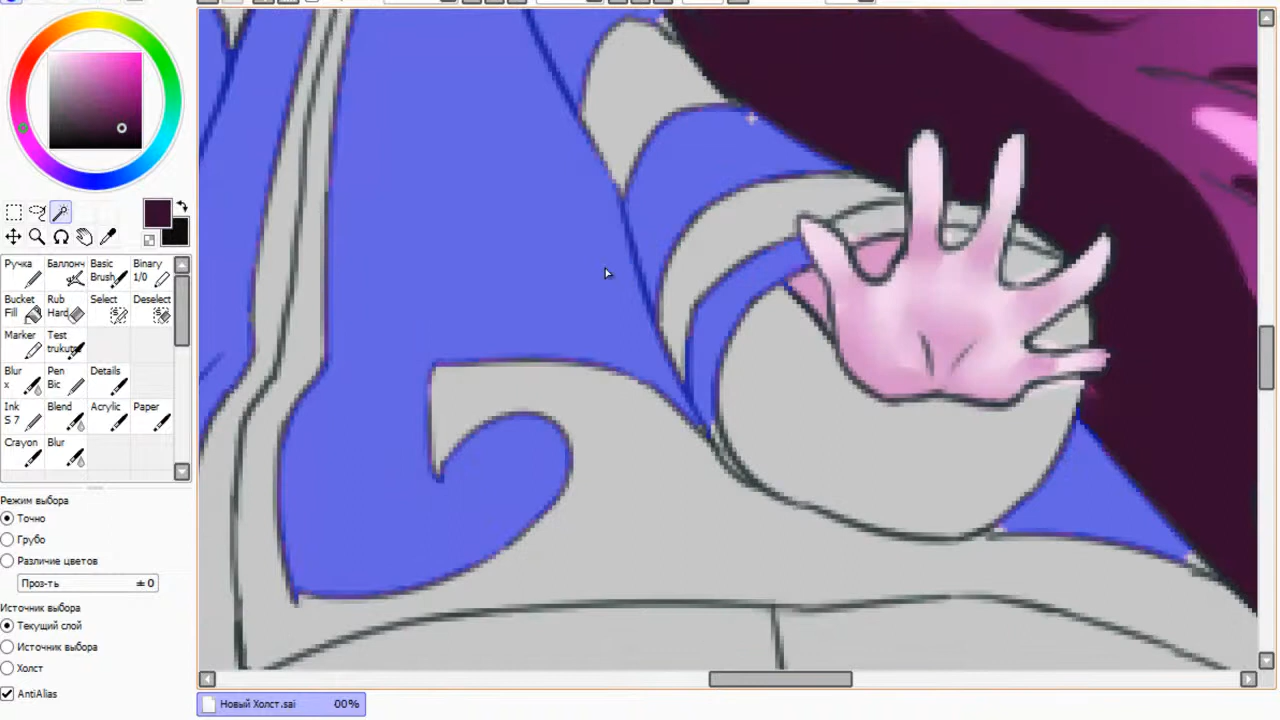 Ручка Баллонч Basic Brush Binary 1/0
Bucket Fill Rub Hard Select Deselect
Marker Test trukuta
Blur x Pen Bic Details
Ink S 7 Blend Acrylic Paper
Crayon Blur
Режим выбора
Точно
Грубо
Различие цветов
Проз-ть ±0
Источник выбора
Текущий слой
Источник выбора
Холст
AntiAlias
Новый Холст.sai 00%